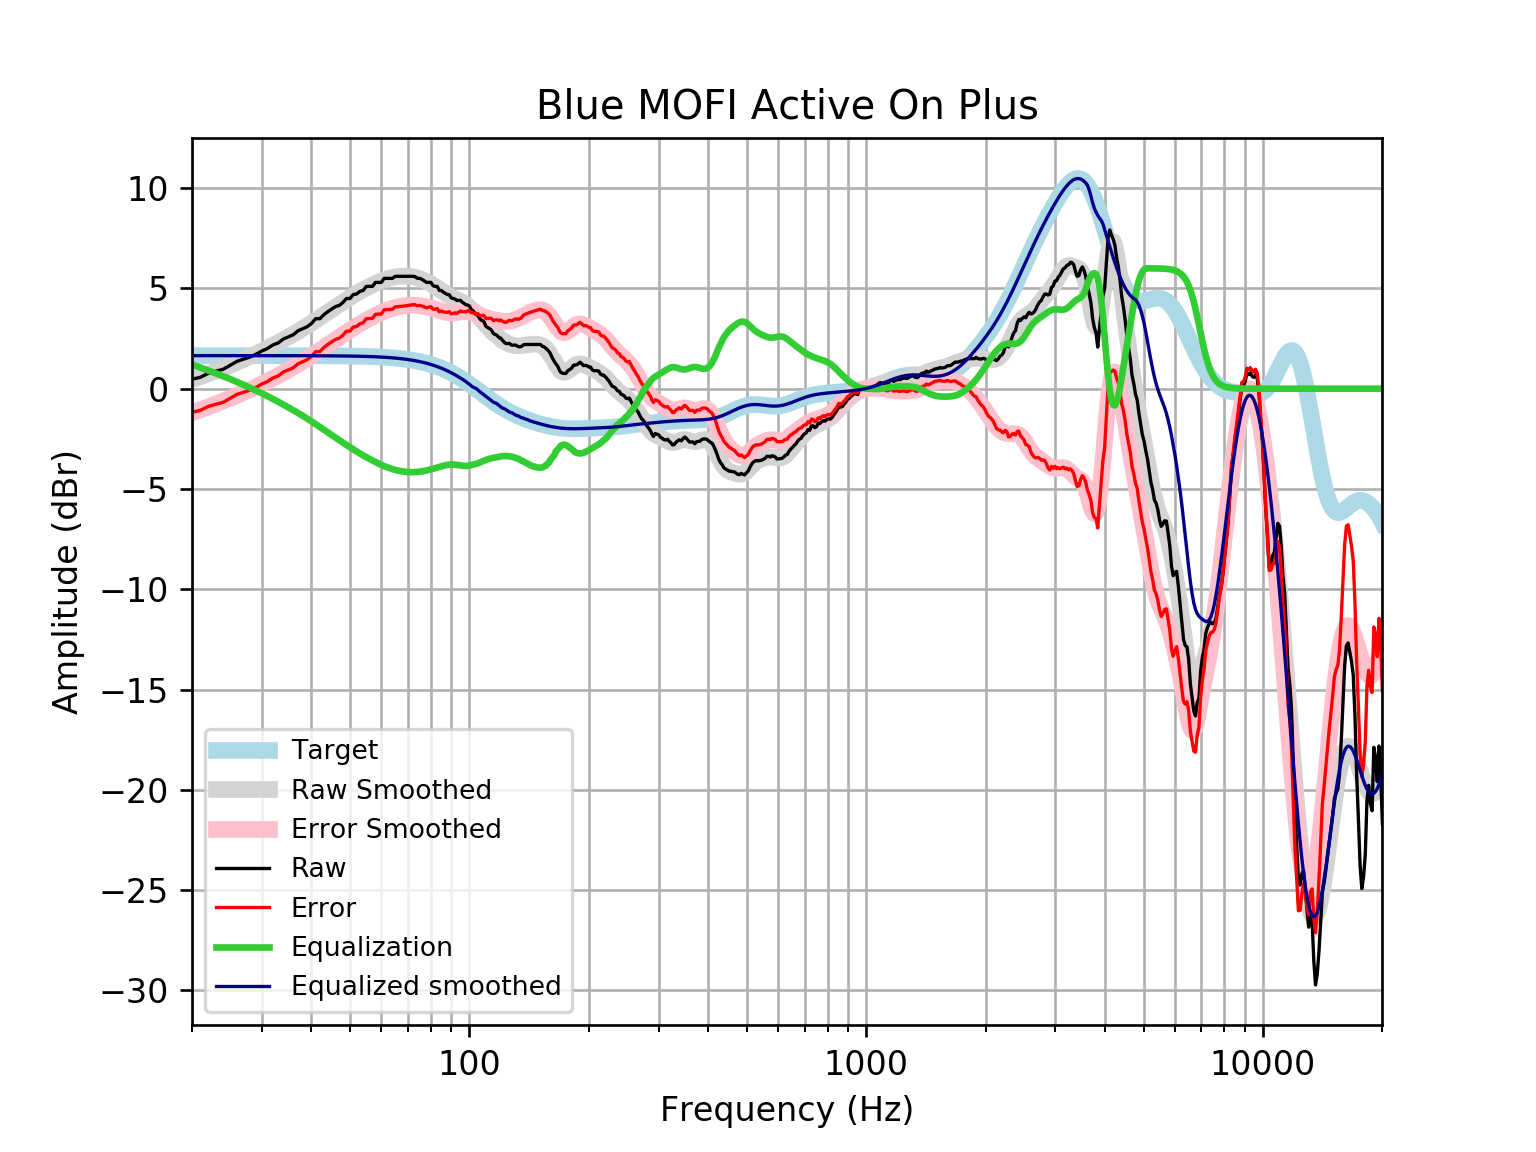 Blue MOFI Active On Plus
Amplitude (dBr)
10
5
0
−5
−10
−15
−20
−25
−30
Target
Raw Smoothed
Error Smoothed
Raw
Error
Equalization
Equalized smoothed
100
1000
10000
Frequency (Hz)